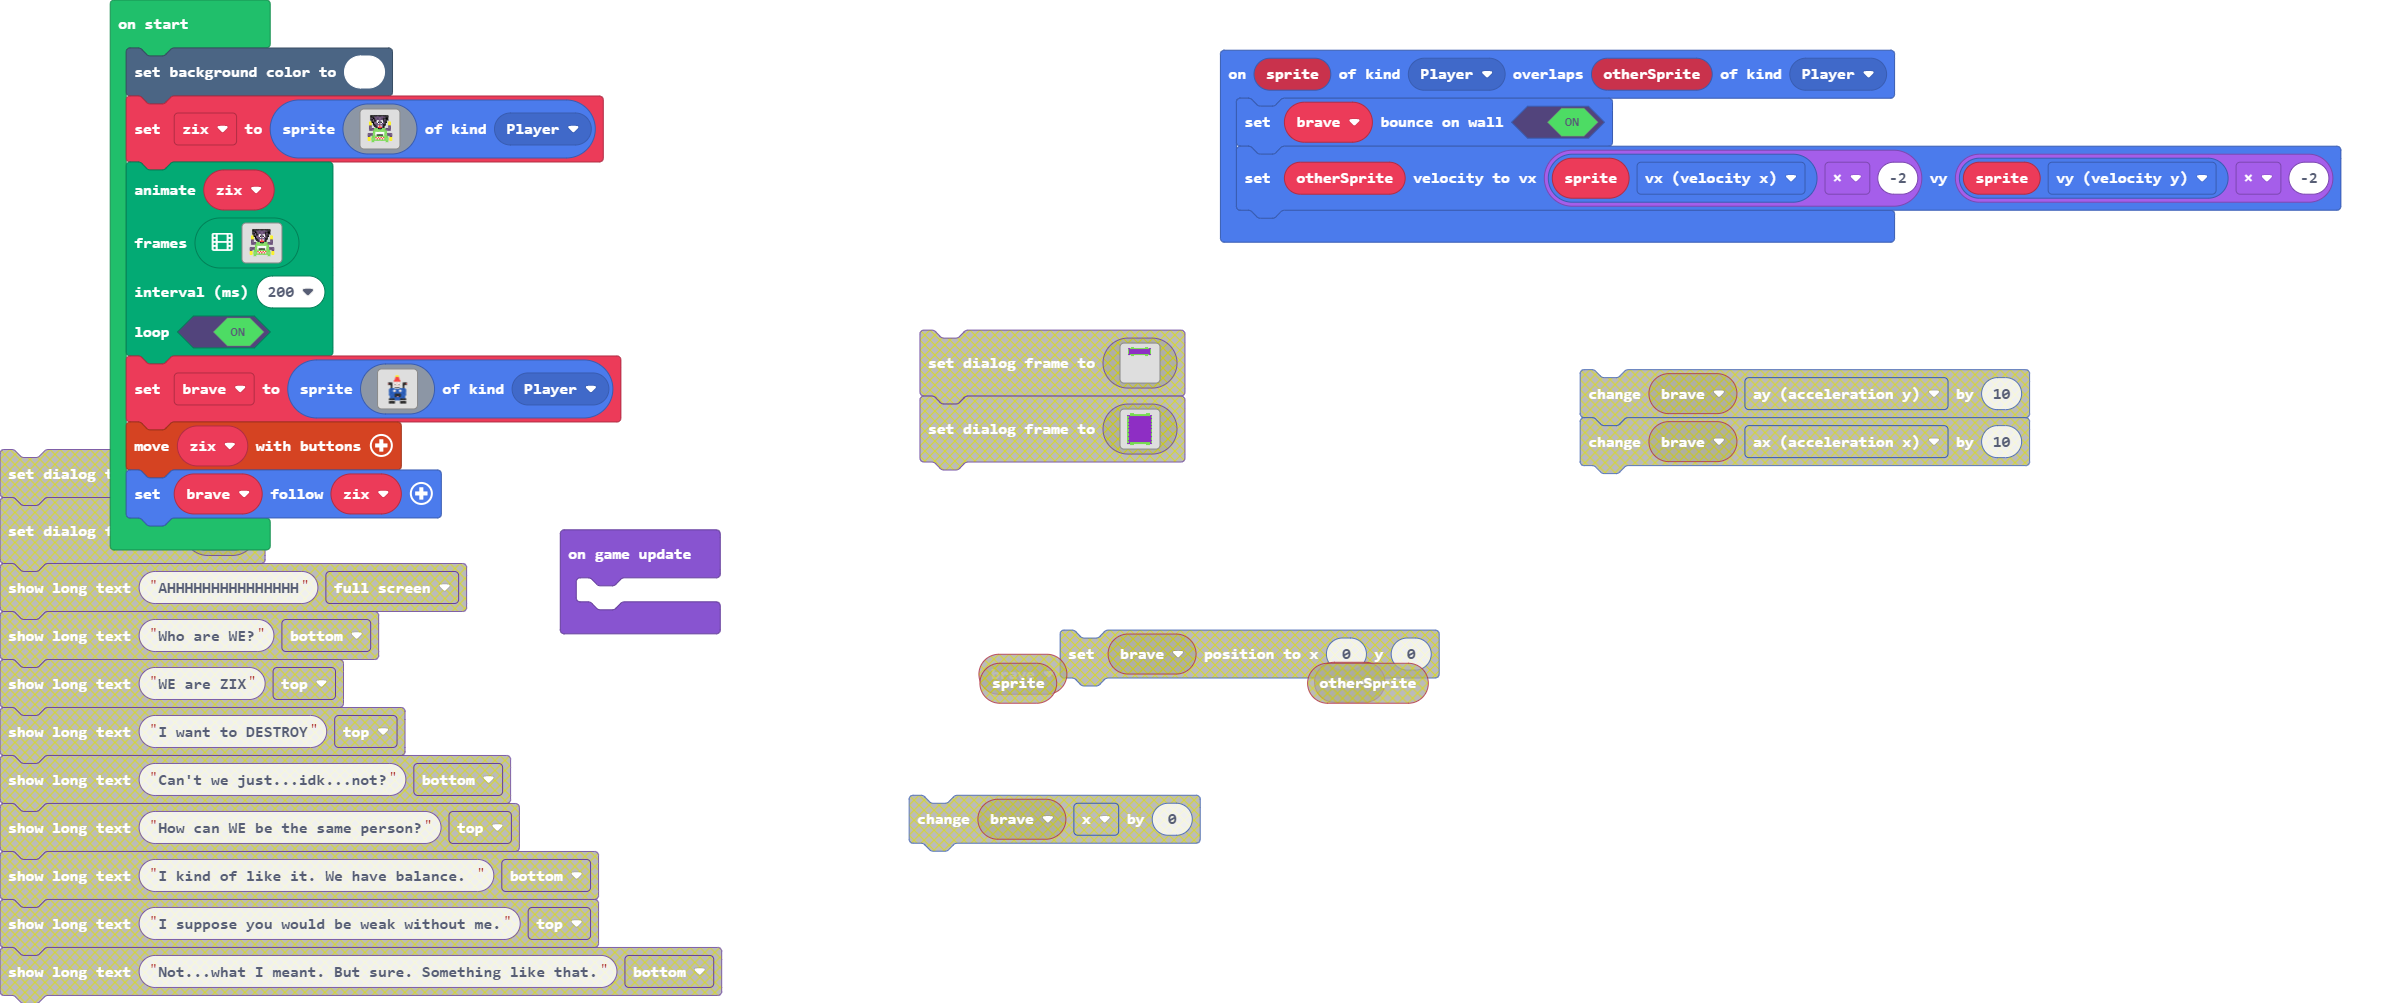 on start
set background color to
set zix to sprite of kind Player
animate zix
frames
interval (ms) 200
loop ON
set brave to sprite of kind Player
move zix with buttons
set brave follow zix
set dialog
set dialog
show long text "AHHHHHHHHHHHHHHH" full screen
show long text "Who are WE?" bottom
show long text "WE are ZIX" top
show long text "I want to DESTROY" top
show long text "Can't we just...idk...not?" bottom
show long text "How can WE be the same person?" top
show long text "I kind of like it. We have balance. " bottom
show long text "I suppose you would be weak without me." top
show long text "Not...what I meant. But sure. Something like that." bottom
on game update
on sprite of kind Player overlaps otherSprite of kind Player
set brave bounce on wall ON
set otherSprite velocity to vx sprite vx (velocity x) × -2 vy sprite vy (velocity y) × -2
set dialog frame to
set dialog frame to
change brave ay (acceleration y) by 10
change brave ax (acceleration x) by 10
set brave position to x 0 y 0
sprite otherSprite
change brave x by 0